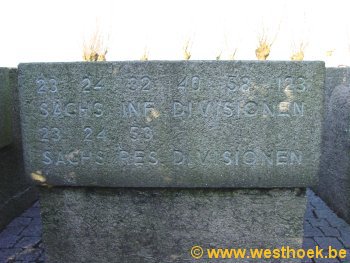 23 24 32 40 58 123
SÄCHS. INF. DIVISIONEN
23 24 53
SÄCHS. RES. DIVISIONEN
© www.westhoek.be